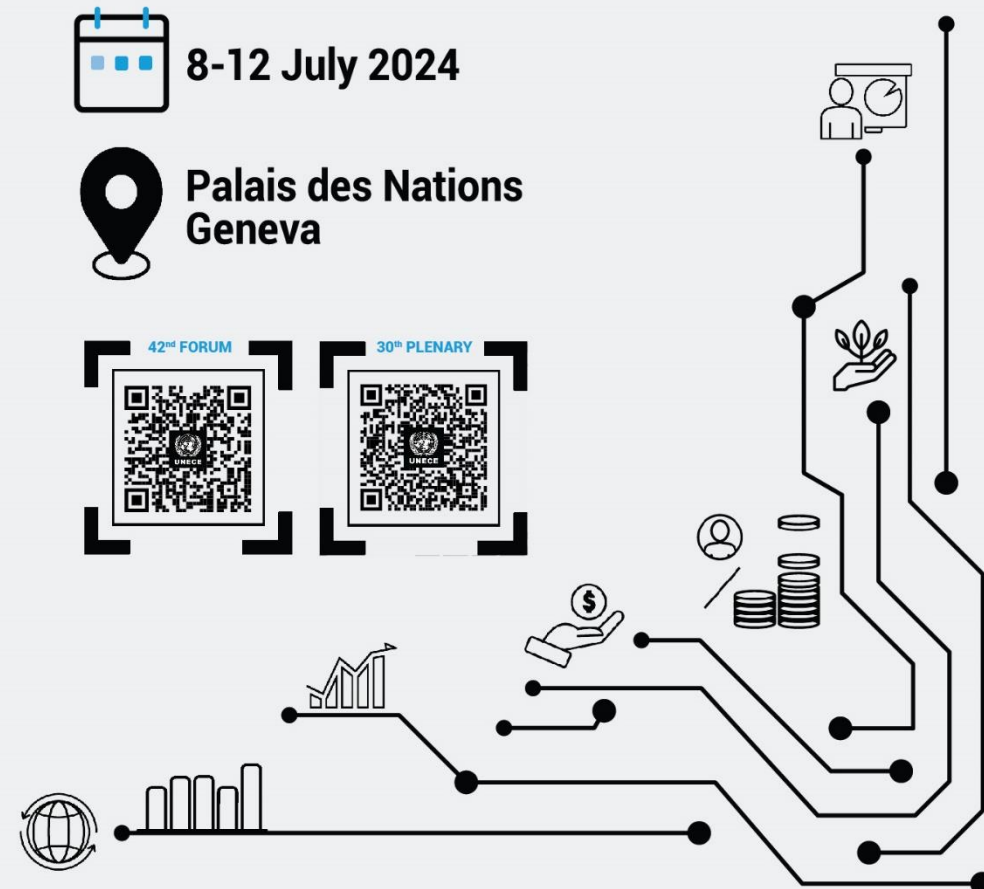 8-12 July 2024
Palais des Nations
Geneva
42nd FORUM
30th PLENARY
UNECE
UNECE
$